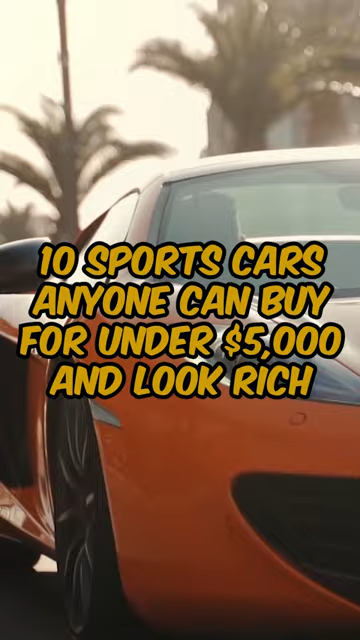 10 SPORTS CARS
ANYONE CAN BUY
FOR UNDER $5,000
AND LOOK RICH